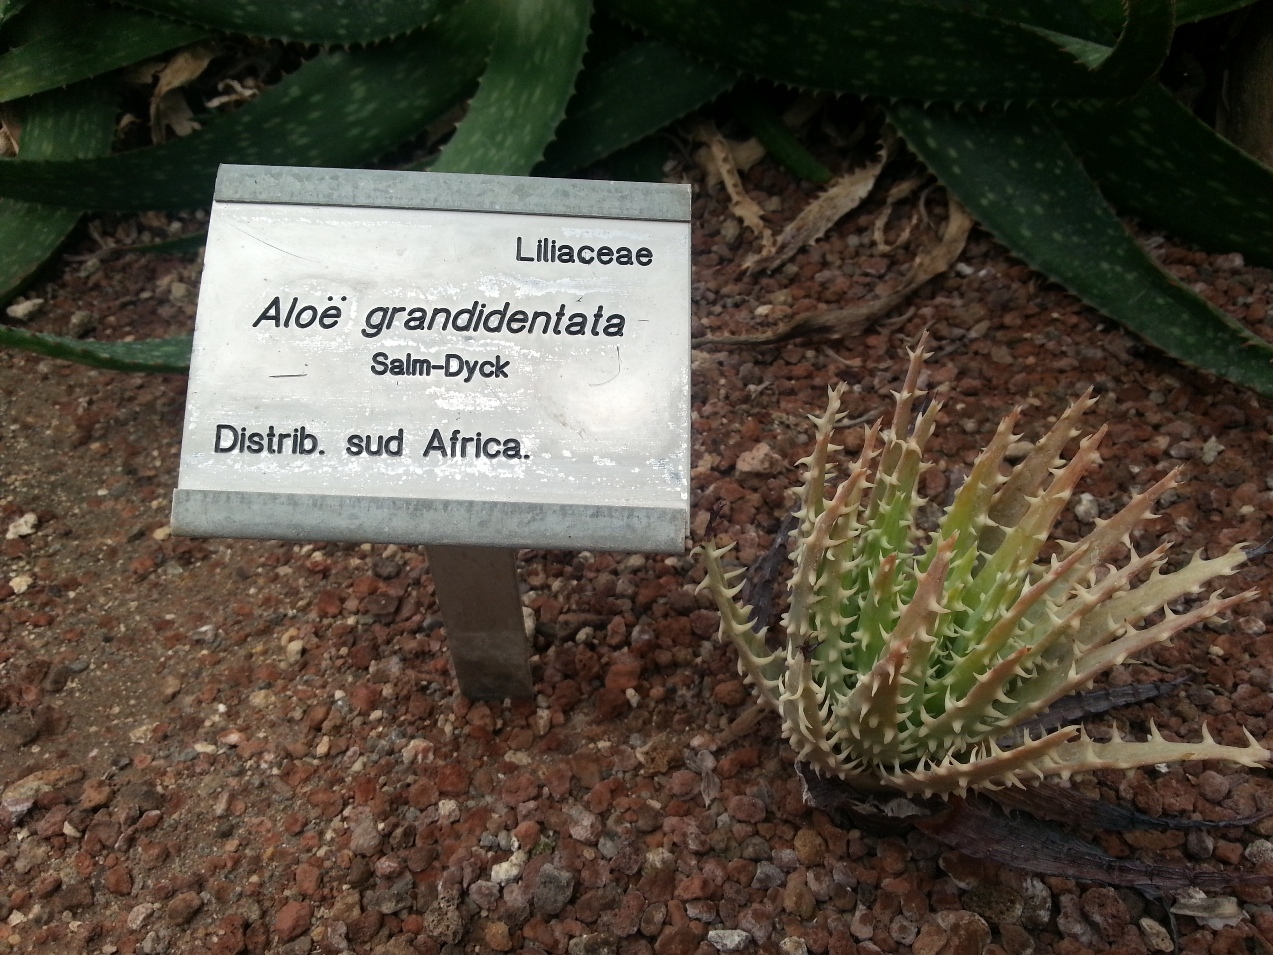 Liliaceae
Aloë grandidentata
Salm-Dyck
Distrib. sud Africa.